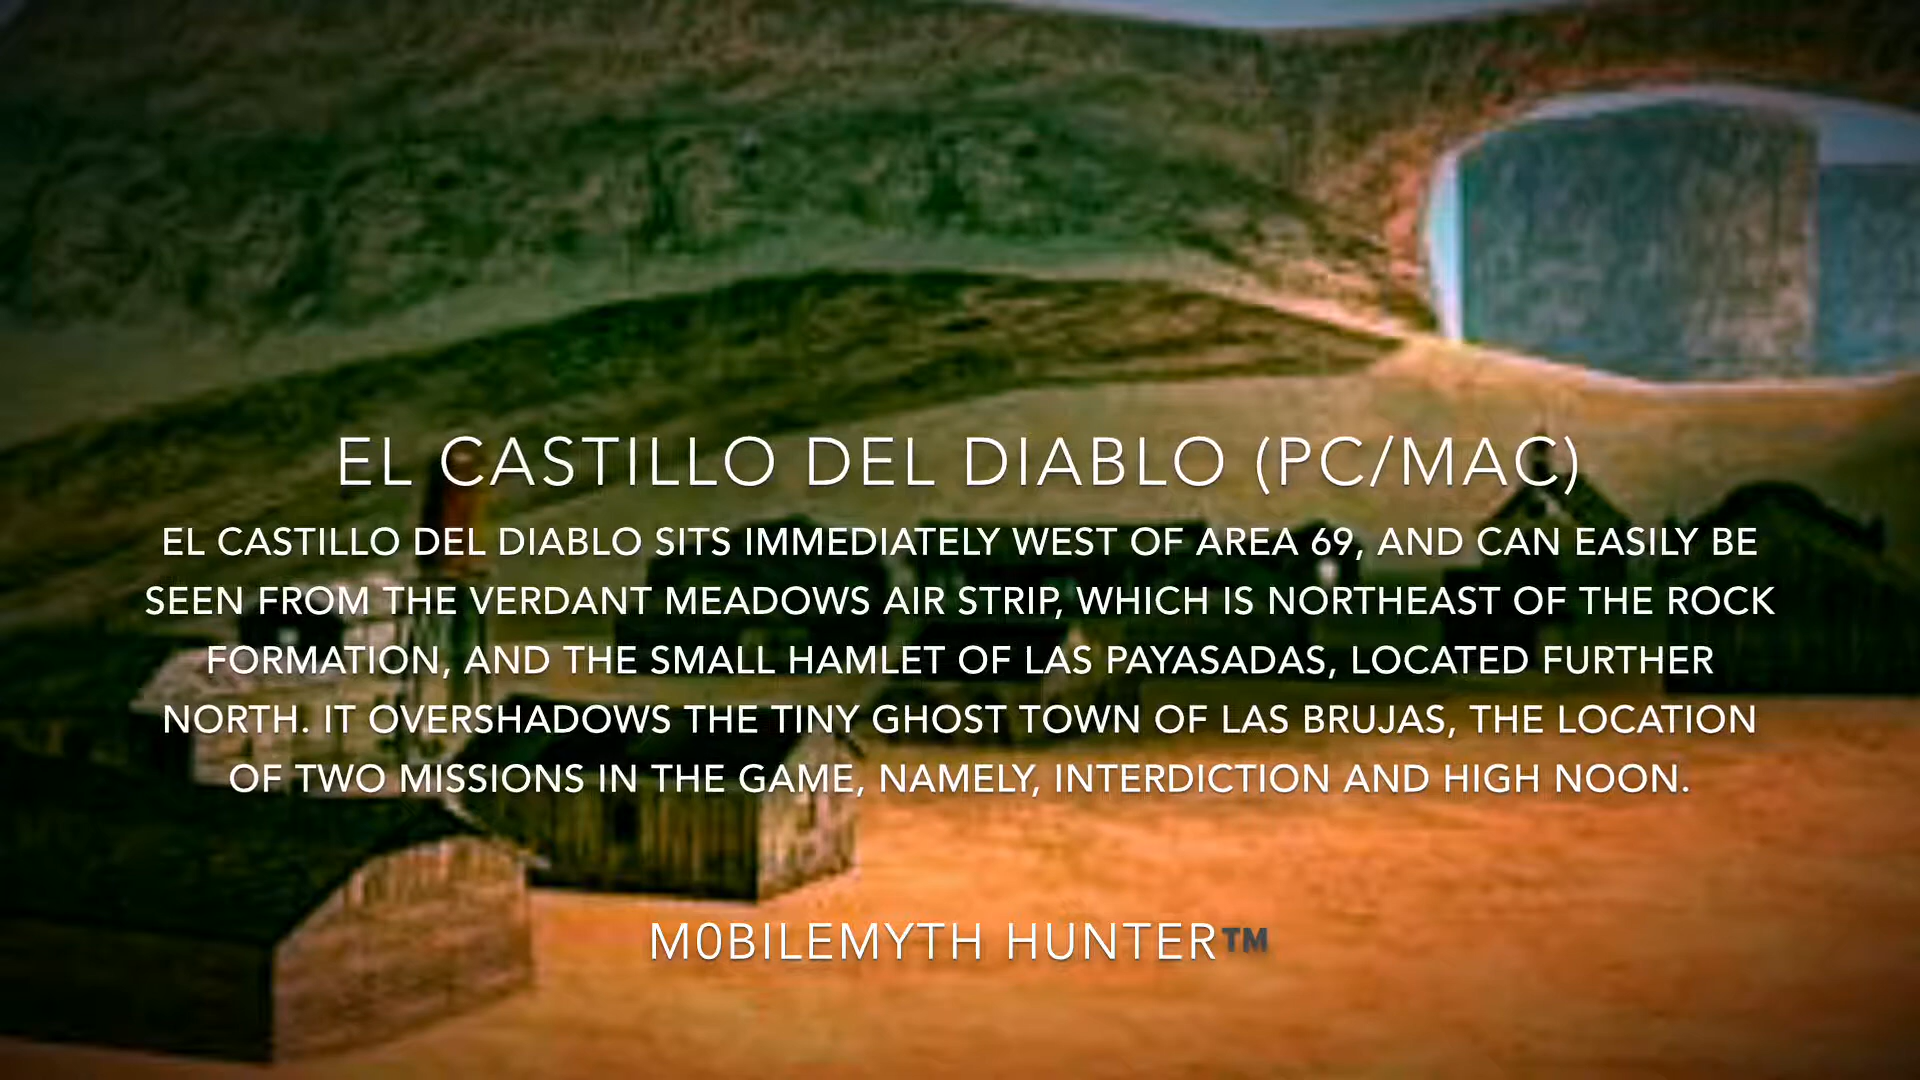 EL CASTILLO DEL DIABLO (PC/MAC)
EL CASTILLO DEL DIABLO SITS IMMEDIATELY WEST OF AREA 69, AND CAN EASILY BE
SEEN FROM THE VERDANT MEADOWS AIR STRIP, WHICH IS NORTHEAST OF THE ROCK
FORMATION, AND THE SMALL HAMLET OF LAS PAYASADAS, LOCATED FURTHER
NORTH. IT OVERSHADOWS THE TINY GHOST TOWN OF LAS BRUJAS, THE LOCATION
OF TWO MISSIONS IN THE GAME, NAMELY, INTERDICTION AND HIGH NOON.
M0BILEMYTH HUNTER™